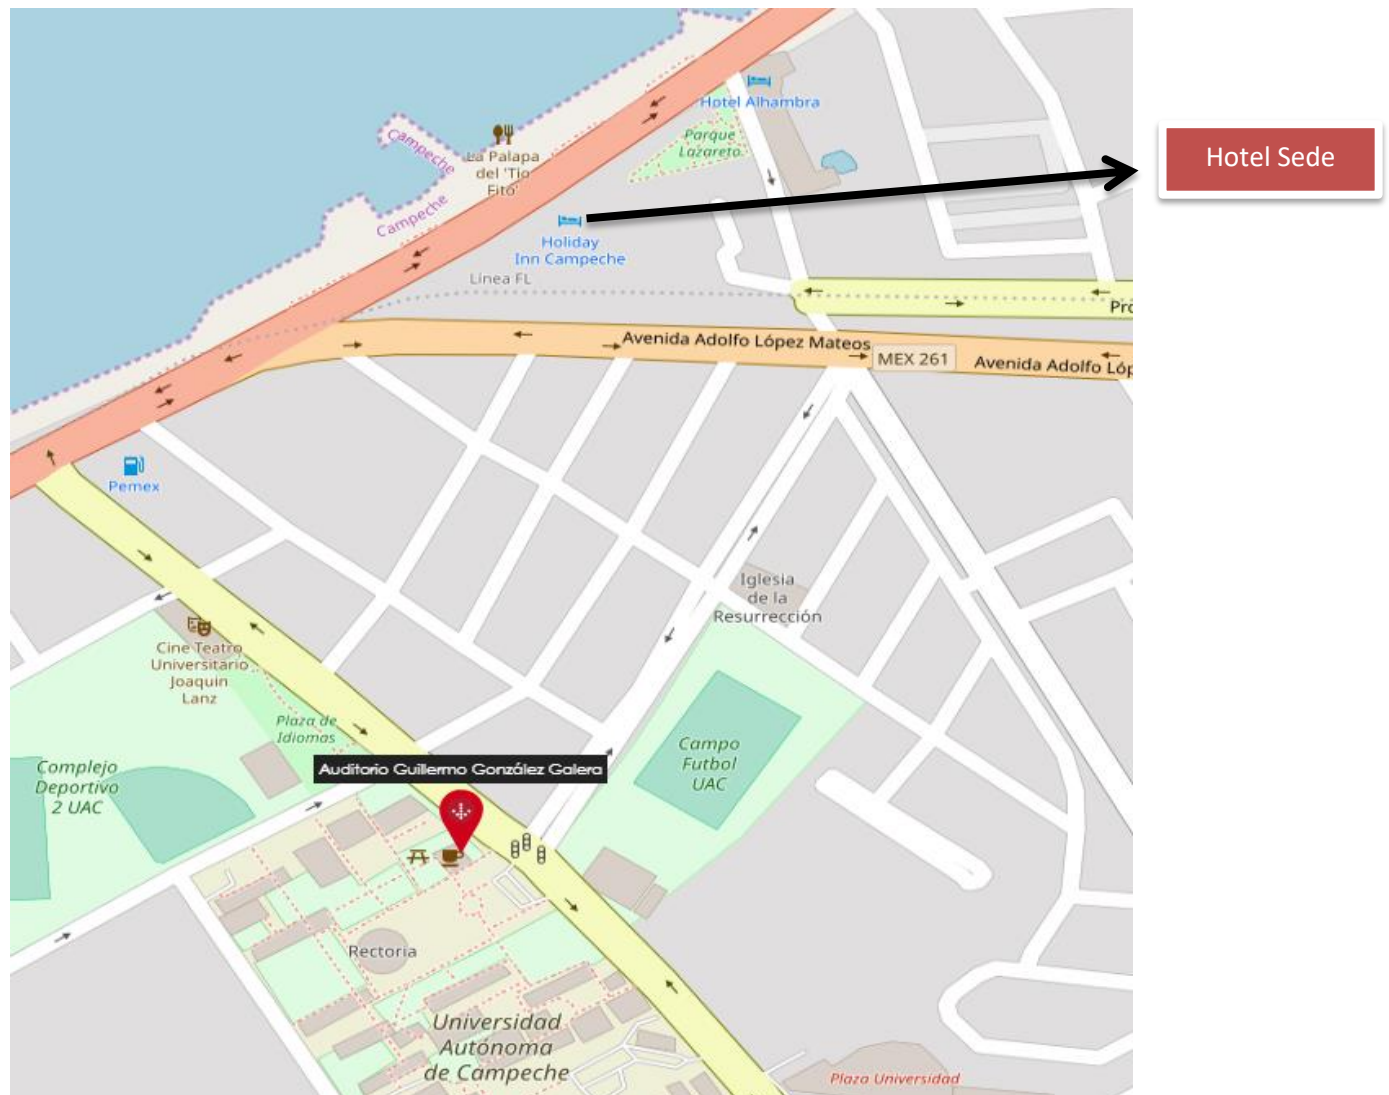 Hotel Alhambra
Parque
Lazareto
Hotel Sede
Campeche
La Palapa
del 'Tio
Fito'
Campeche
Holiday
Inn Campeche
Linea FL
Pro
Avenida Adolfo López Mateos
MEX 261
Avenida Adolfo Lóp
Pemex
Iglesia
de la
Resurrección
Cine Teatro
Universitario
Joaquin
Lanz
Plaza de
Idiomas
Campo
Futbol
UAC
Auditorio Guillermo González Galera
Complejo
Deportivo
2 UAC
Rectoria
Universidad
Autónoma
de Campeche
Plaza Universidad